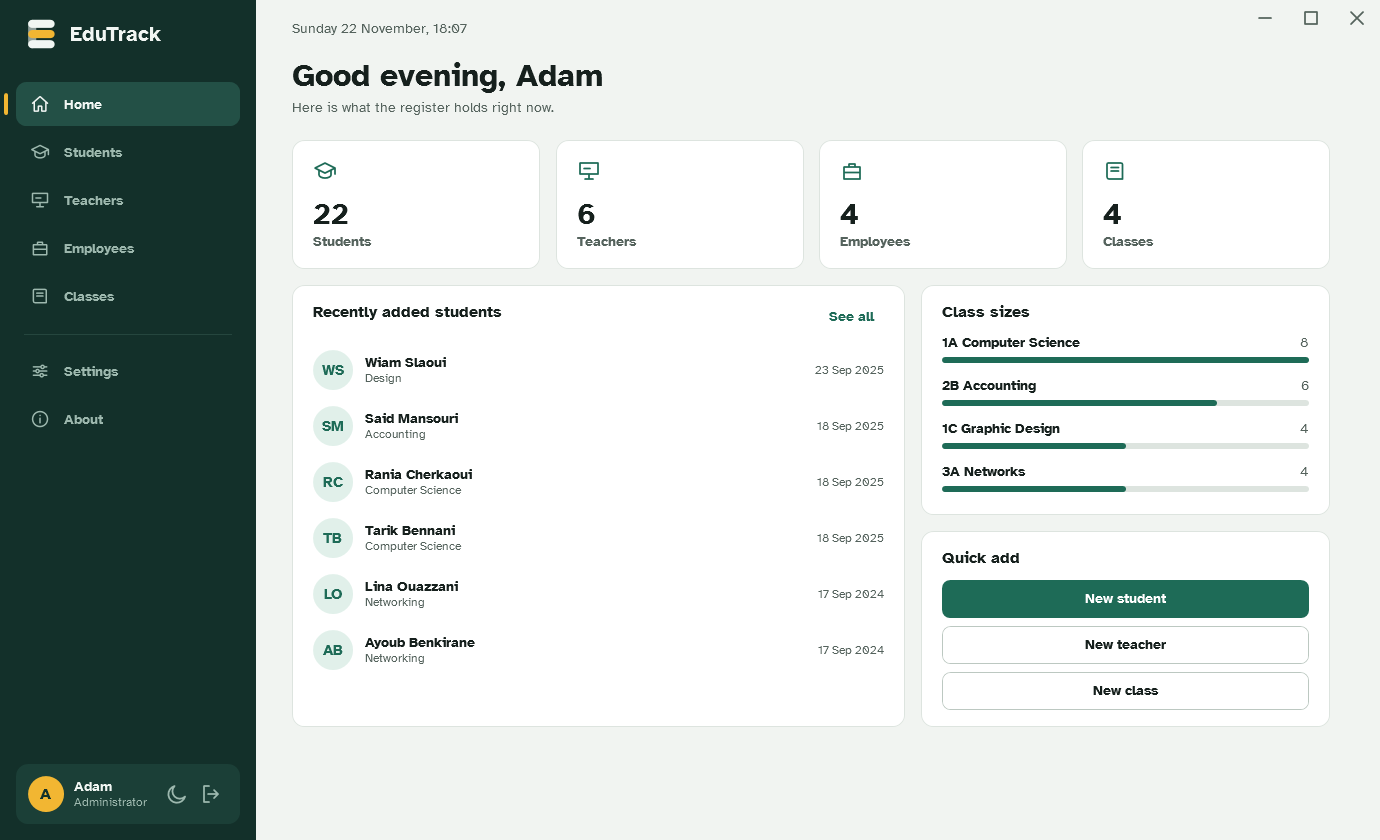 EduTrack
Home
Students
Teachers
Employees
Classes
Settings
About
A
Adam
Administrator
Sunday 22 November, 18:07
Good evening, Adam
Here is what the register holds right now.
22
Students
6
Teachers
4
Employees
4
Classes
Recently added students
See all
WS
Wiam Slaoui
Design
23 Sep 2025
SM
Said Mansouri
Accounting
18 Sep 2025
RC
Rania Cherkaoui
Computer Science
18 Sep 2025
TB
Tarik Bennani
Computer Science
18 Sep 2025
LO
Lina Ouazzani
Networking
17 Sep 2024
AB
Ayoub Benkirane
Networking
17 Sep 2024
Class sizes
1A Computer Science 8
2B Accounting 6
1C Graphic Design 4
3A Networks 4
Quick add
New student
New teacher
New class